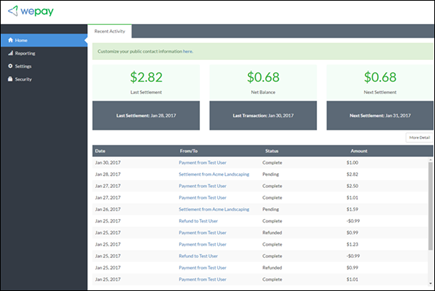 wepay
Recent Activity
Home
Customize your public contact information here.
Reporting
Settings
Security
$2.82 $0.68 $0.68
Last Settlement Net Balance Next Settlement
Last Settlement: Jan 28, 2017 Last Transaction: Jan 30, 2017 Next Settlement: Jan 31, 2017
More Detail
Date From/To Status Amount
Jan 30, 2017 Payment from Test User Complete $1.00
Jan 28, 2017 Settlement from Acme Landscaping Pending $2.82
Jan 27, 2017 Payment from Test User Complete $2.50
Jan 27, 2017 Payment from Test User Complete $1.01
Jan 26, 2017 Settlement from Acme Landscaping Pending $1.59
Jan 25, 2017 Refund to Test User Complete -$0.99
Jan 25, 2017 Payment from Test User Refunded $0.99
Jan 25, 2017 Payment from Test User Complete $1.23
Jan 25, 2017 Refund to Test User Complete -$0.99
Jan 25, 2017 Payment from Test User Refunded $0.99
Jan 25, 2017 Payment from Test User Complete $1.01